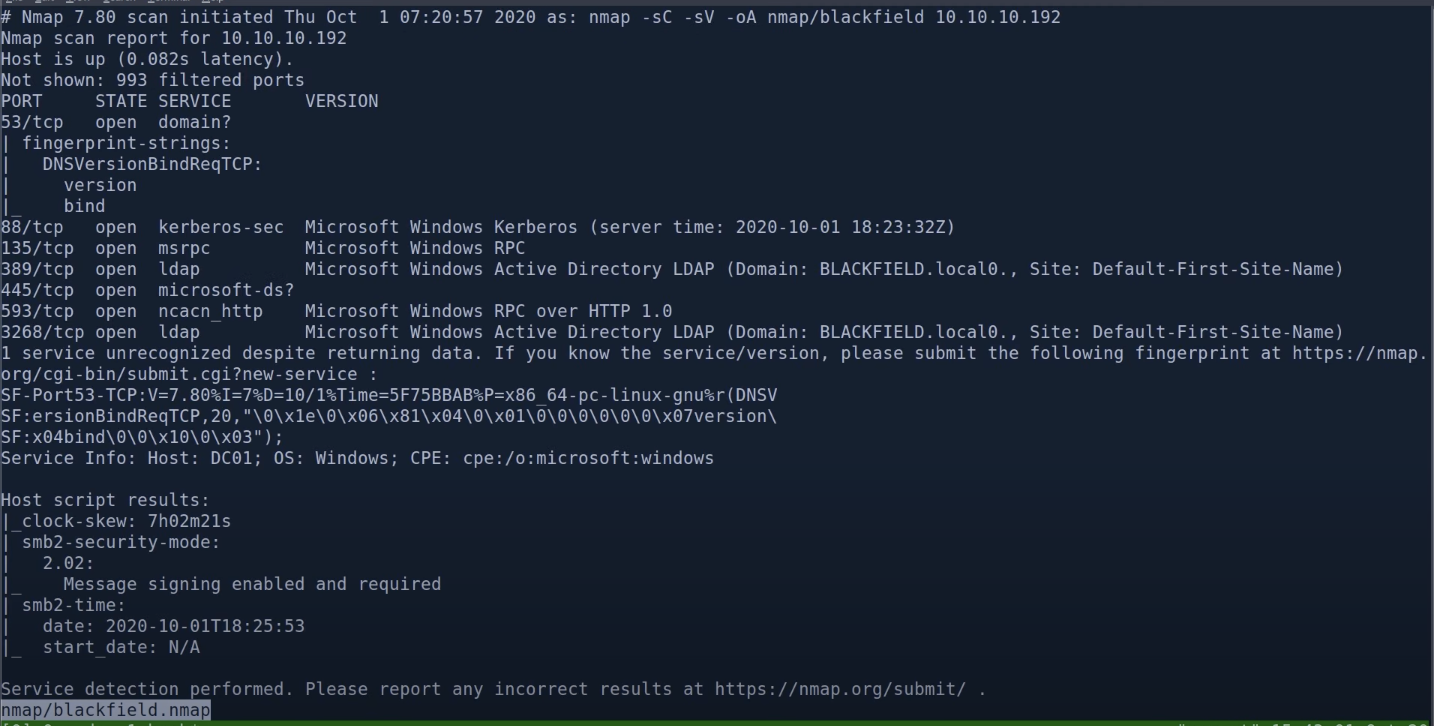 # Nmap 7.80 scan initiated Thu Oct  1 07:20:57 2020 as: nmap -sC -sV -oA nmap/blackfield 10.10.10.192
Nmap scan report for 10.10.10.192
Host is up (0.082s latency).
Not shown: 993 filtered ports
PORT     STATE SERVICE       VERSION
53/tcp   open  domain?
| fingerprint-strings:
|   DNSVersionBindReqTCP:
|     version
|_    bind
88/tcp   open  kerberos-sec  Microsoft Windows Kerberos (server time: 2020-10-01 18:23:32Z)
135/tcp  open  msrpc         Microsoft Windows RPC
389/tcp  open  ldap          Microsoft Windows Active Directory LDAP (Domain: BLACKFIELD.local0., Site: Default-First-Site-Name)
445/tcp  open  microsoft-ds?
593/tcp  open  ncacn_http    Microsoft Windows RPC over HTTP 1.0
3268/tcp open  ldap          Microsoft Windows Active Directory LDAP (Domain: BLACKFIELD.local0., Site: Default-First-Site-Name)
1 service unrecognized despite returning data. If you know the service/version, please submit the following fingerprint at https://nmap.
org/cgi-bin/submit.cgi?new-service :
SF-Port53-TCP:V=7.80%I=7%D=10/1%Time=5F75BBAB%P=x86_64-pc-linux-gnu%r(DNSV
SF:ersionBindReqTCP,20,"\0\x1e\0\x06\x81\x04\0\x01\0\0\0\0\0\0\x07version\
SF:x04bind\0\0\x10\0\x03");
Service Info: Host: DC01; OS: Windows; CPE: cpe:/o:microsoft:windows
Host script results:
|_clock-skew: 7h02m21s
| smb2-security-mode:
|   2.02:
|_    Message signing enabled and required
| smb2-time:
|   date: 2020-10-01T18:25:53
|_  start_date: N/A
Service detection performed. Please report any incorrect results at https://nmap.org/submit/ .
nmap/blackfield.nmap